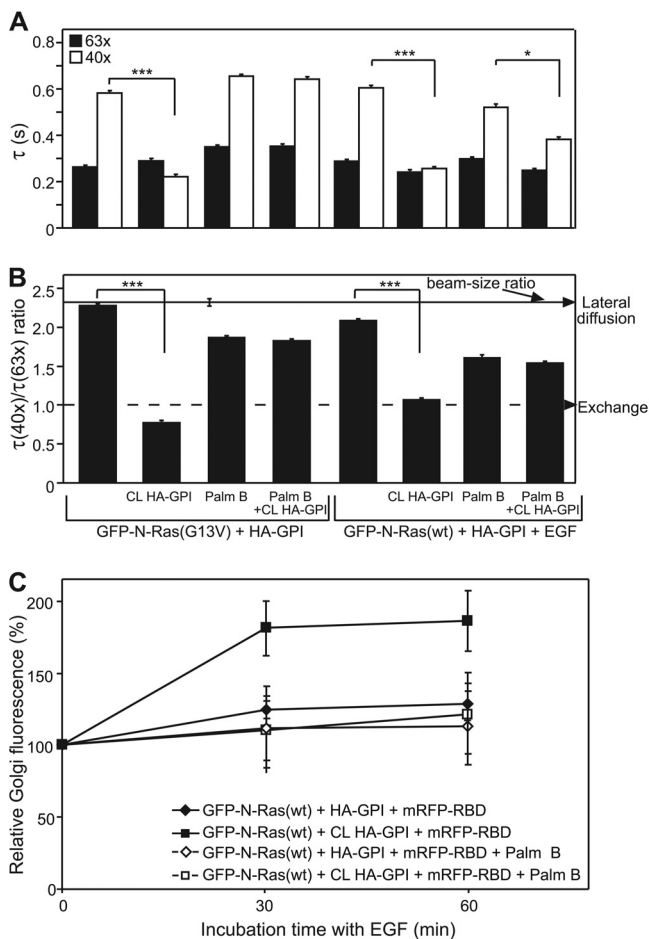 A
63x
40x
***
***
*
0.8
0.6
0.4
0.2
0
τ (s)
B
beam-size ratio
***
***
2.5
2.0
1.5
1.0
0.5
0
τ(40x)/τ(63x) ratio
Lateral
diffusion
Exchange
CL HA-GPI
Palm B
Palm B
+CL HA-GPI
CL HA-GPI
Palm B
Palm B
+CL HA-GPI
GFP-N-Ras(G13V) + HA-GPI
GFP-N-Ras(wt) + HA-GPI + EGF
C
200
150
100
50
0
Relative Golgi fluorescence (%)
GFP-N-Ras(wt) + HA-GPI + mRFP-RBD
GFP-N-Ras(wt) + CL HA-GPI + mRFP-RBD
GFP-N-Ras(wt) + HA-GPI + mRFP-RBD + Palm B
GFP-N-Ras(wt) + CL HA-GPI + mRFP-RBD + Palm B
0
30
60
Incubation time with EGF (min)